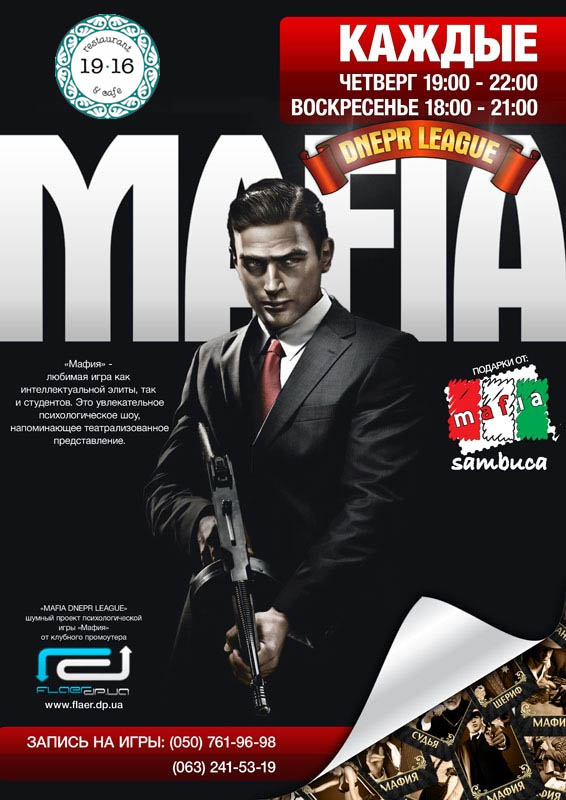 restaurant
19·16
& cafe
КАЖДЫЕ
ЧЕТВЕРГ 19:00 - 22:00
ВОСКРЕСЕНЬЕ 18:00 - 21:00
DNEPR LEAGUE
MAFIA
«Мафия» -
любимая игра как
интеллектуальной элиты, так
и студентов. Это увлекательное
психологическое шоу,
напоминающее театрализованное
представление.
ПОДАРКИ ОТ:
mafia
sambuca
«MAFIA DNEPR LEAGUE»
шумный проект психологической
игры «Мафия»
от клубного промоутера
FLAER.DP.UA
www.flaer.dp.ua
ЗАПИСЬ НА ИГРЫ: (050) 761-96-98
(063) 241-53-19
ШЕРИФ
СУДЬЯ
МАФИЯ
МАФИЯ
МАФИЯ